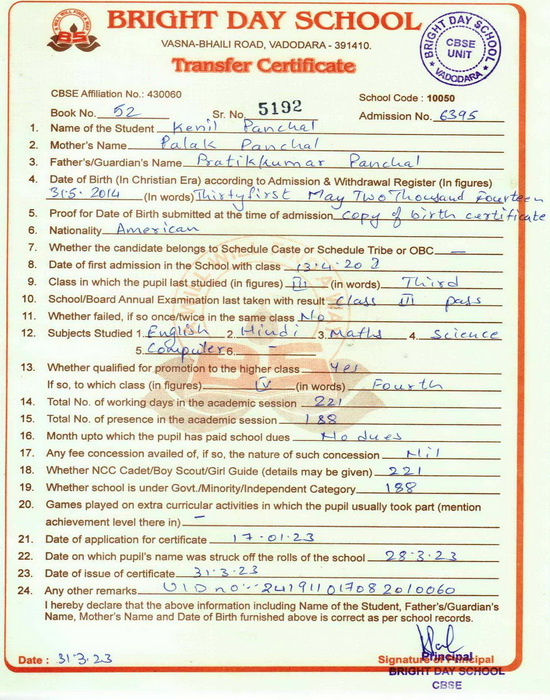 BRIGHT DAY SCHOOL
VASNA-BHAILI ROAD, VADODARA - 391410.
Transfer Certificate
BRIGHT DAY SCHOOL
CBSE
UNIT
VADODARA
CBSE Affiliation No.: 430060
School Code : 10050
Book No. 52 Sr. No. 5192 Admission No. 6395
1. Name of the Student Kenil Panchal
2. Mother's Name Palak Panchal
3. Father's/Guardian's Name Pratikkumar Panchal
4. Date of Birth (In Christian Era) according to Admission & Withdrawal Register (In figures)
31.5.2014 (In words) Thirtyfirst May Two Thousand Fourteen
5. Proof for Date of Birth submitted at the time of admission copy of birth certificate
6. Nationality American
7. Whether the candidate belongs to Schedule Caste or Schedule Tribe or OBC —
8. Date of first admission in the School with class
9. Class in which the pupil last studied (in figures) III (in words) Third
10. School/Board Annual Examination last taken with result Class III pass
11. Whether failed, if so once/twice in the same class No
12. Subjects Studied 1. English 2. Hindi 3. Maths 4. Science
5. Computer 6. -
13. Whether qualified for promotion to the higher class Yes
If so, to which class (in figures) IV (in words) Fourth
14. Total No. of working days in the academic session 221
15. Total No. of presence in the academic session 188
16. Month upto which the pupil has paid school dues No dues
17. Any fee concession availed of, if so, the nature of such concession Nil
18. Whether NCC Cadet/Boy Scout/Girl Guide (details may be given) 221
19. Whether school is under Govt./Minority/Independent Category 188
20. Games played on extra curricular activities in which the pupil usually took part (mention
achievement level there in) -
21. Date of application for certificate 17.01.23
22. Date on which pupil's name was struck off the rolls of the school 28.3.23
23. Date of issue of certificate 31.3.23
24. Any other remarks UID no:- 241911017082010060
I hereby declare that the above information including Name of the Student, Father's/Guardian's
Name, Mother's Name and Date of Birth furnished above is correct as per school records.
Date : 31.3.23 Signature of Principal
Principal
BRIGHT DAY SCHOOL
CBSE